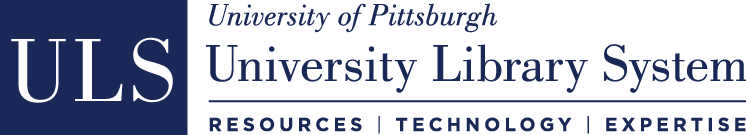 ULS
University of Pittsburgh
University Library System
RESOURCES | TECHNOLOGY | EXPERTISE